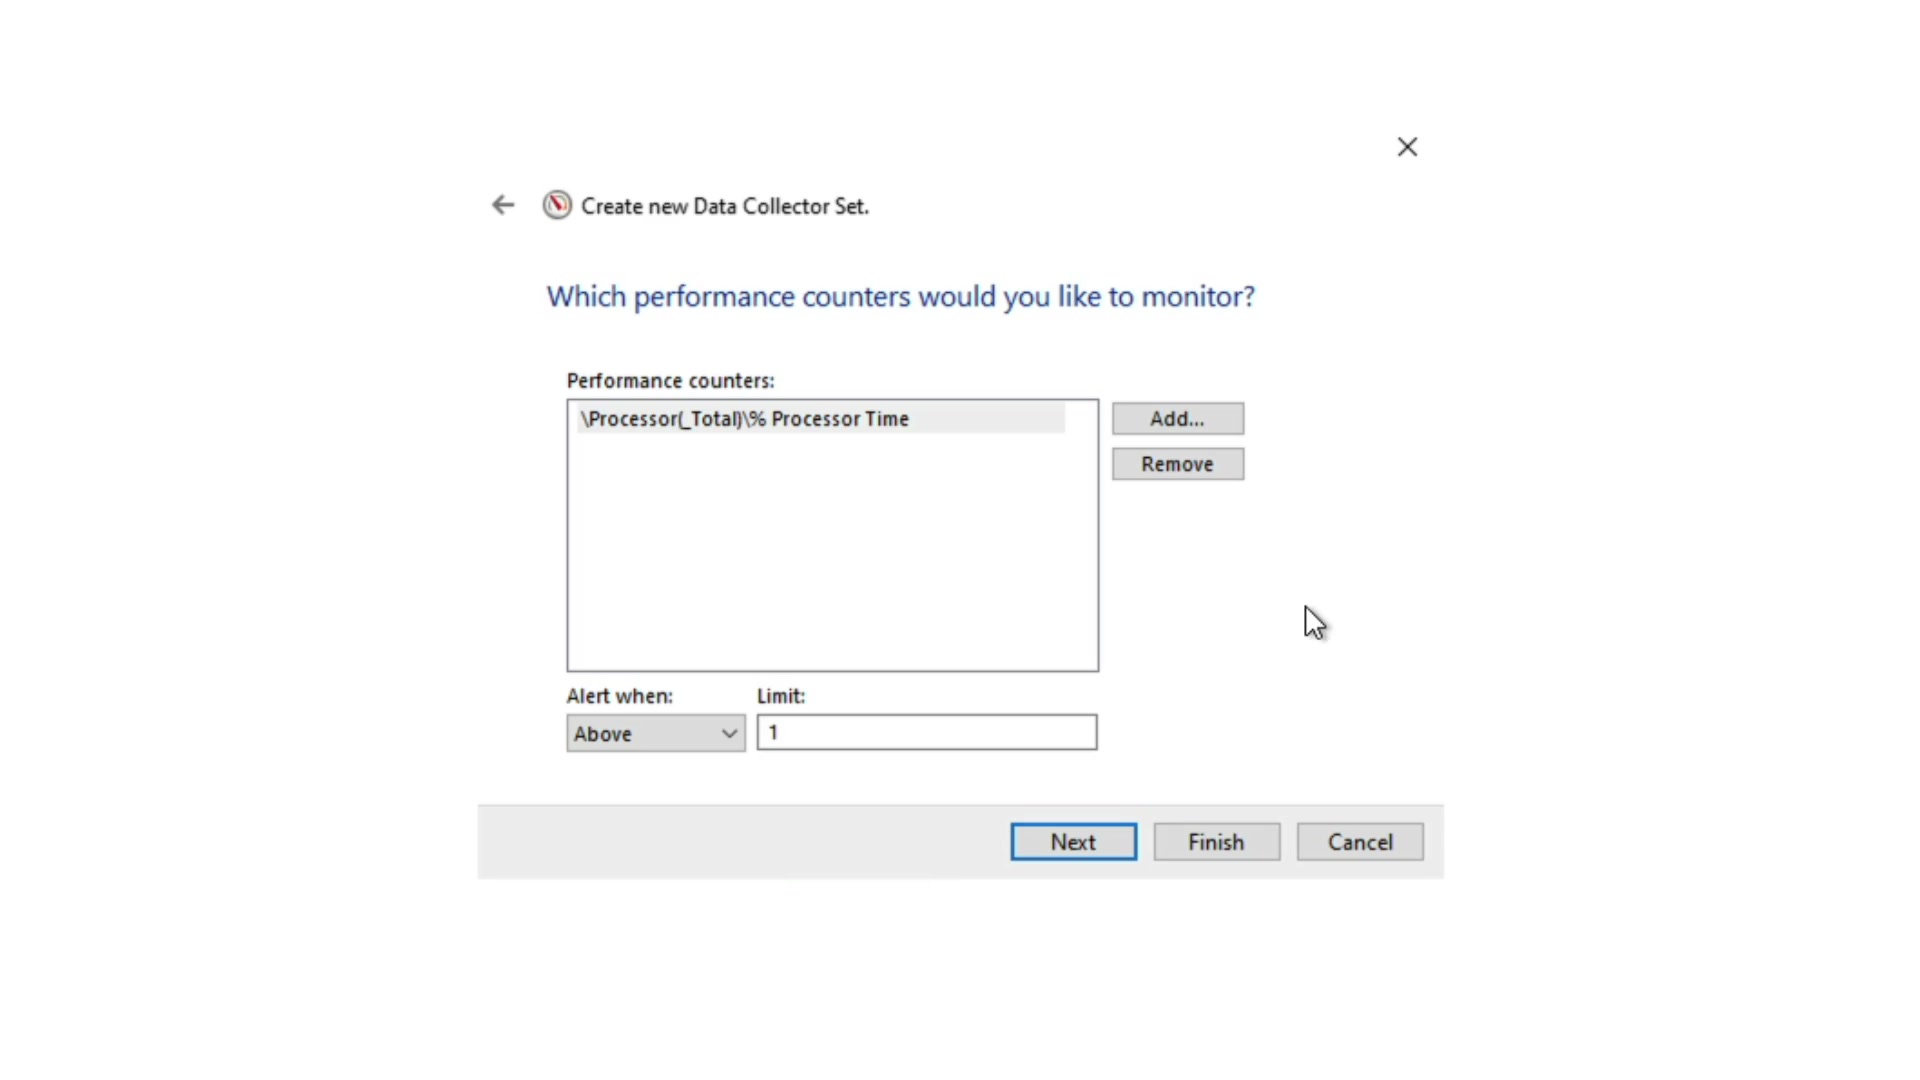 Create new Data Collector Set.
Which performance counters would you like to monitor?
Performance counters:
\Processor(_Total)\% Processor Time
Add...
Remove
Alert when:
Limit:
Above
1
Next
Finish
Cancel